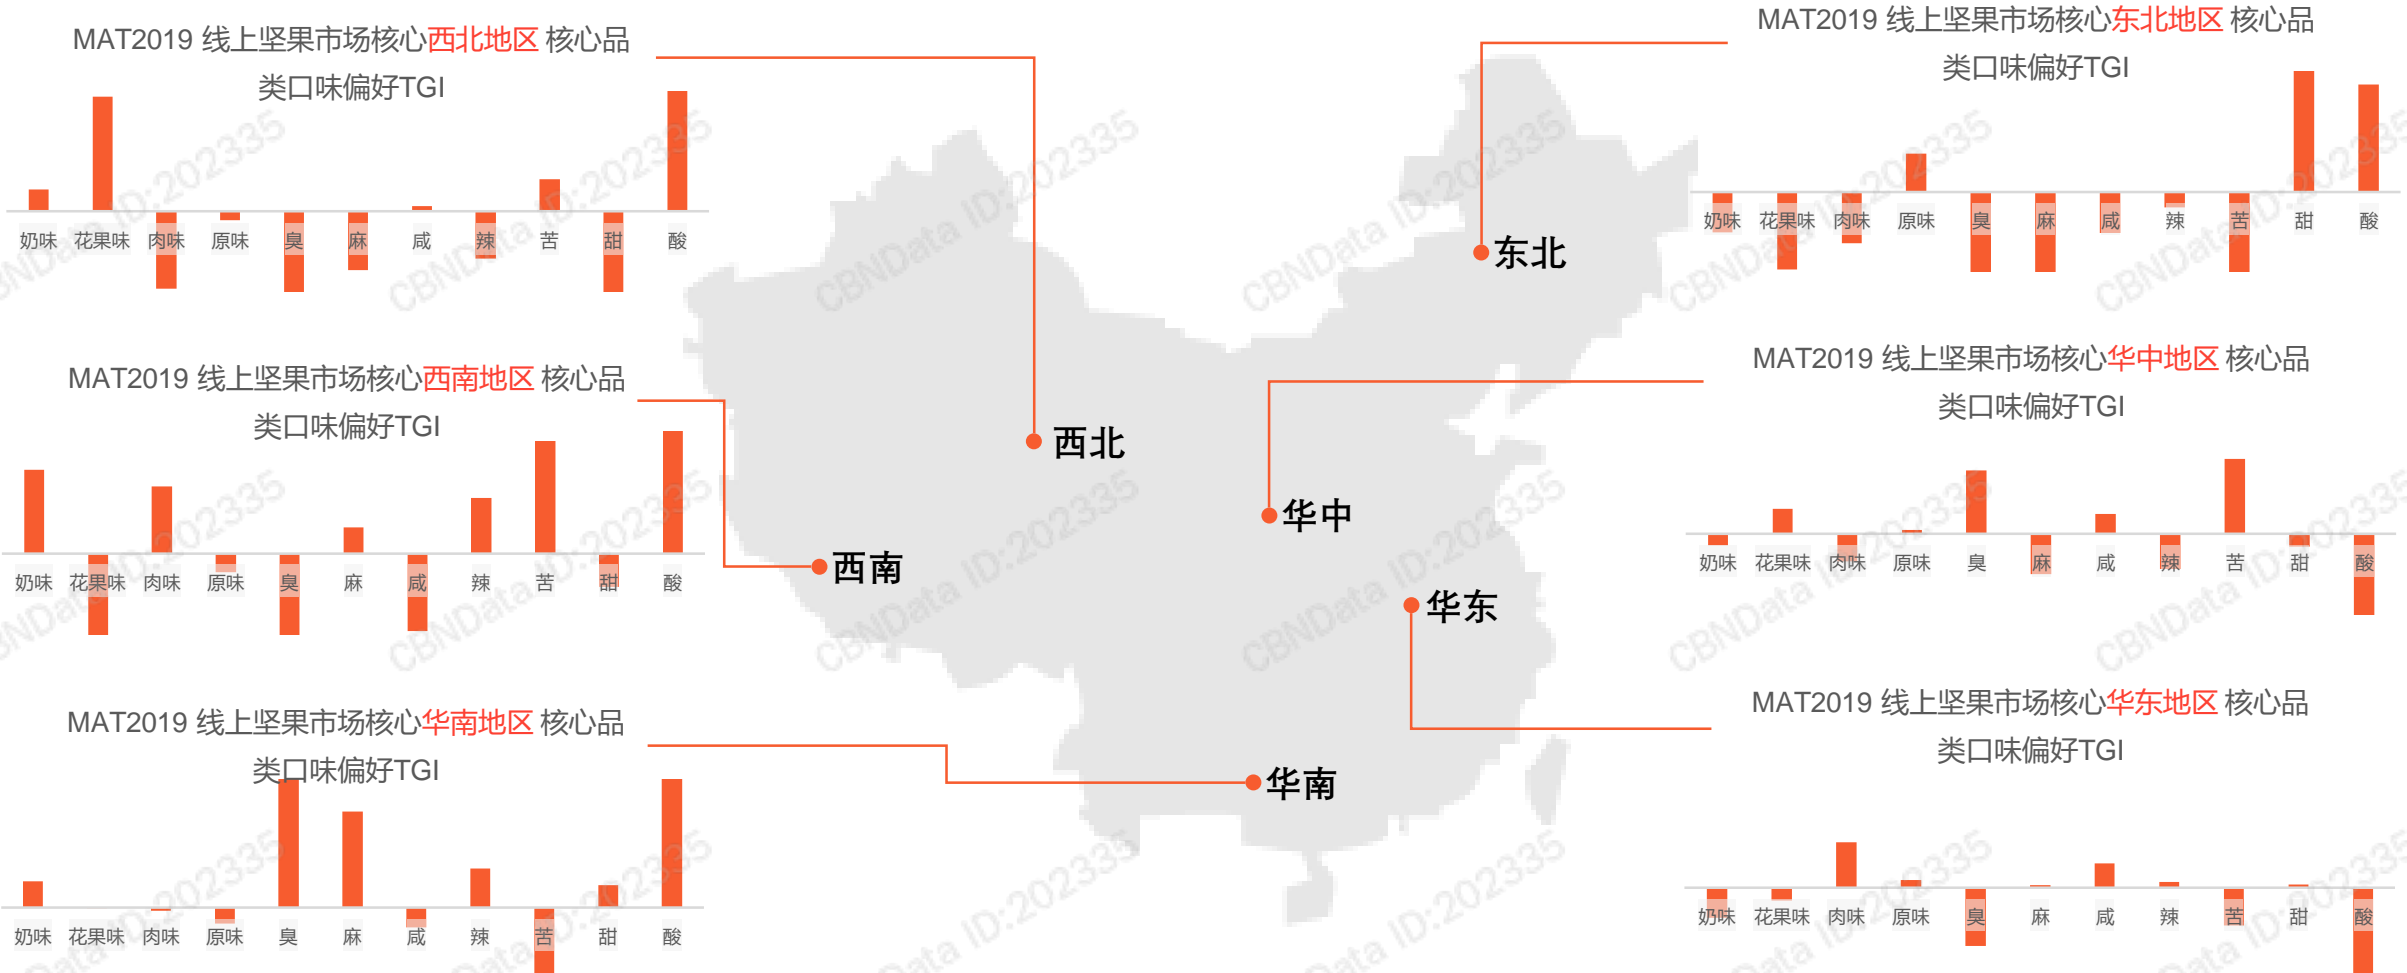 MAT2019 线上坚果市场核心西北地区 核心品
类口味偏好TGI
奶味 花果味 肉味 原味 臭 麻 咸 辣 苦 甜 酸
MAT2019 线上坚果市场核心西南地区 核心品
类口味偏好TGI
奶味 花果味 肉味 原味 臭 麻 咸 辣 苦 甜 酸
MAT2019 线上坚果市场核心华南地区 核心品
类口味偏好TGI
奶味 花果味 肉味 原味 臭 麻 咸 辣 苦 甜 酸
东北
西北
华中
西南
华东
华南
MAT2019 线上坚果市场核心东北地区 核心品
类口味偏好TGI
奶味 花果味 肉味 原味 臭 麻 咸 辣 苦 甜 酸
MAT2019 线上坚果市场核心华中地区 核心品
类口味偏好TGI
奶味 花果味 肉味 原味 臭 麻 咸 辣 苦 甜 酸
MAT2019 线上坚果市场核心华东地区 核心品
类口味偏好TGI
奶味 花果味 肉味 原味 臭 麻 咸 辣 苦 甜 酸
CBNData ID:202335